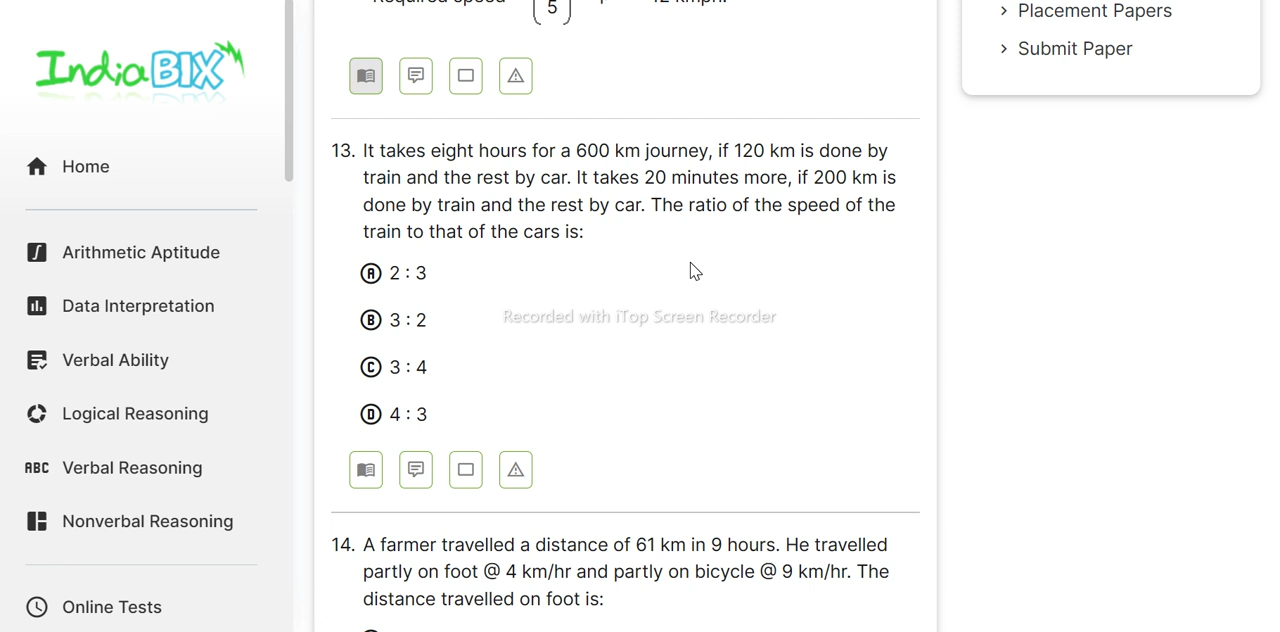 5
IndiaBIX
Home
Arithmetic Aptitude
Data Interpretation
Verbal Ability
Logical Reasoning
ABC Verbal Reasoning
Nonverbal Reasoning
Online Tests
13. It takes eight hours for a 600 km journey, if 120 km is done by
train and the rest by car. It takes 20 minutes more, if 200 km is
done by train and the rest by car. The ratio of the speed of the
train to that of the cars is:
A 2 : 3
B 3 : 2
C 3 : 4
D 4 : 3
Recorded with iTop Screen Recorder
14. A farmer travelled a distance of 61 km in 9 hours. He travelled
partly on foot @ 4 km/hr and partly on bicycle @ 9 km/hr. The
distance travelled on foot is:
> Placement Papers
> Submit Paper